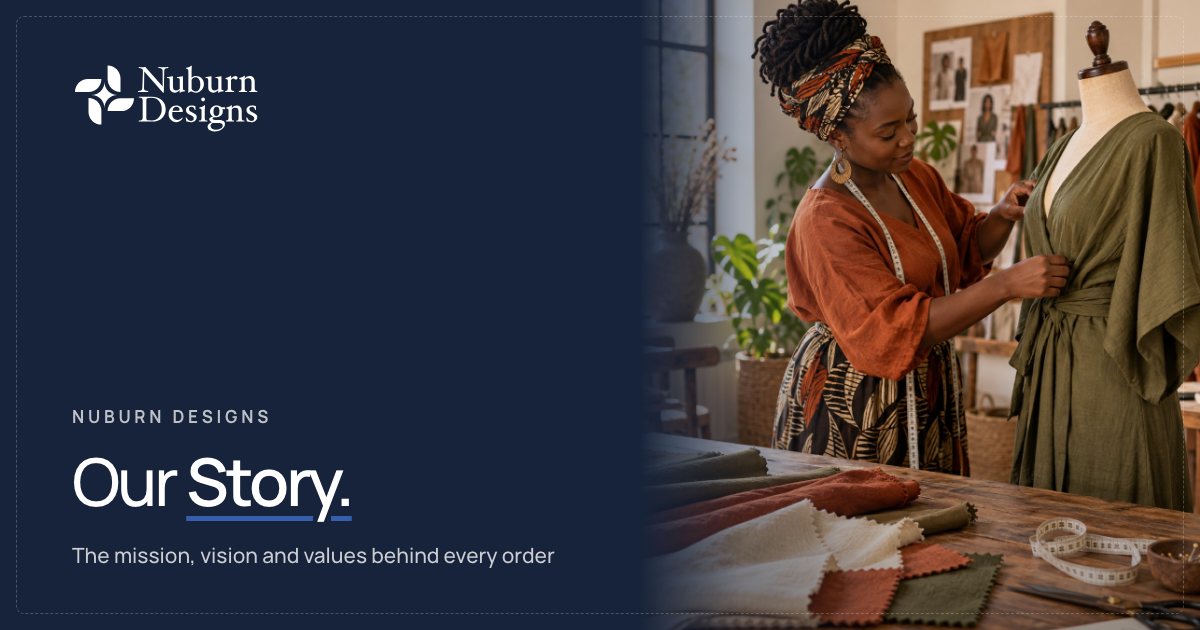 Nuburn
Designs
NUBURN DESIGNS
Our Story.
The mission, vision and values behind every order